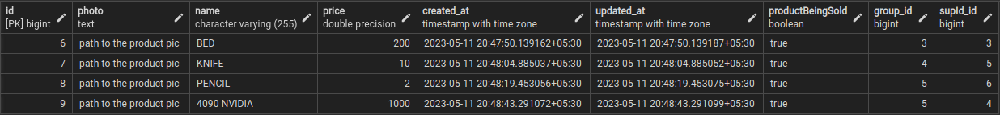 id photo name price created_at updated_at productBeingSold group_id supId_id
[PK] bigint text character varying (255) double precision timestamp with time zone timestamp with time zone boolean bigint bigint
6 path to the product pic BED 200 2023-05-11 20:47:50.139162+05:30 2023-05-11 20:47:50.139187+05:30 true 3 3
7 path to the product pic KNIFE 10 2023-05-11 20:48:04.885037+05:30 2023-05-11 20:48:04.885052+05:30 true 4 5
8 path to the product pic PENCIL 2 2023-05-11 20:48:19.453056+05:30 2023-05-11 20:48:19.453075+05:30 true 5 6
9 path to the product pic 4090 NVIDIA 1000 2023-05-11 20:48:43.291072+05:30 2023-05-11 20:48:43.291099+05:30 true 5 4